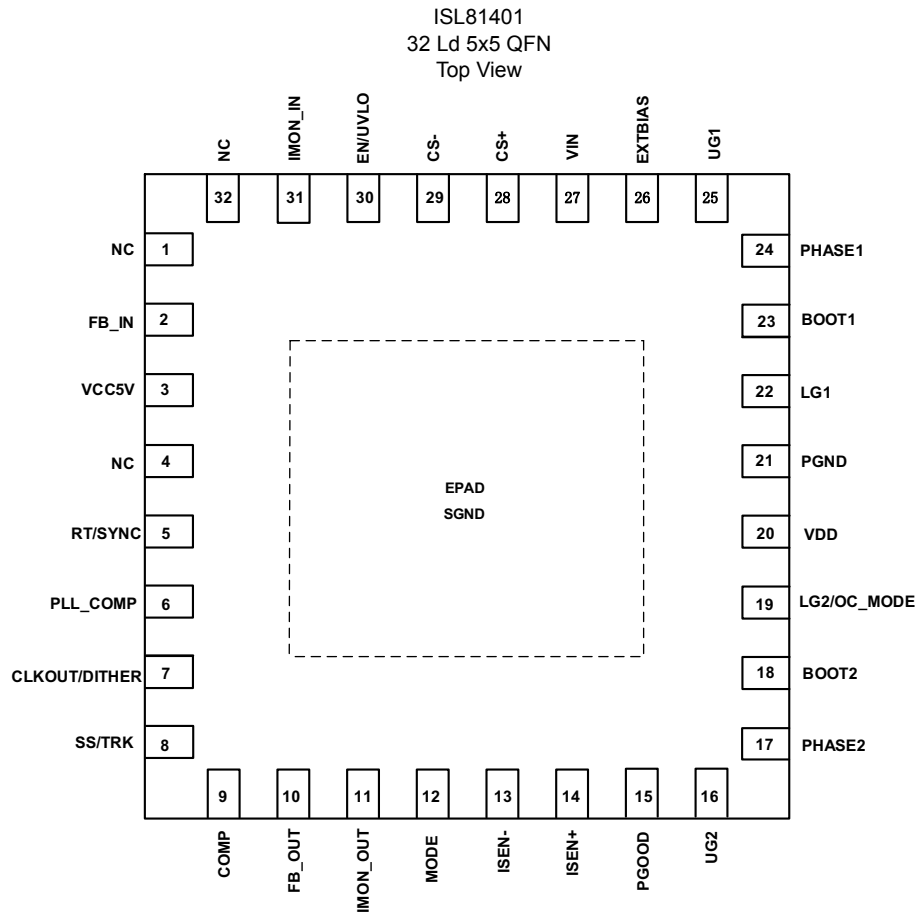 ISL81401
32 Ld 5x5 QFN
Top View
NC
IMON_IN
EN/UVLO
CS-
CS+
VIN
EXTBIAS
UG1
32
31
30
29
28
27
26
25
NC 1
24 PHASE1
FB_IN 2
23 BOOT1
VCC5V 3
22 LG1
NC 4
21 PGND
EPAD
SGND
RT/SYNC 5
20 VDD
PLL_COMP 6
19 LG2/OC_MODE
CLKOUT/DITHER 7
18 BOOT2
SS/TRK 8
17 PHASE2
9
10
11
12
13
14
15
16
COMP
FB_OUT
IMON_OUT
MODE
ISEN-
ISEN+
PGOOD
UG2